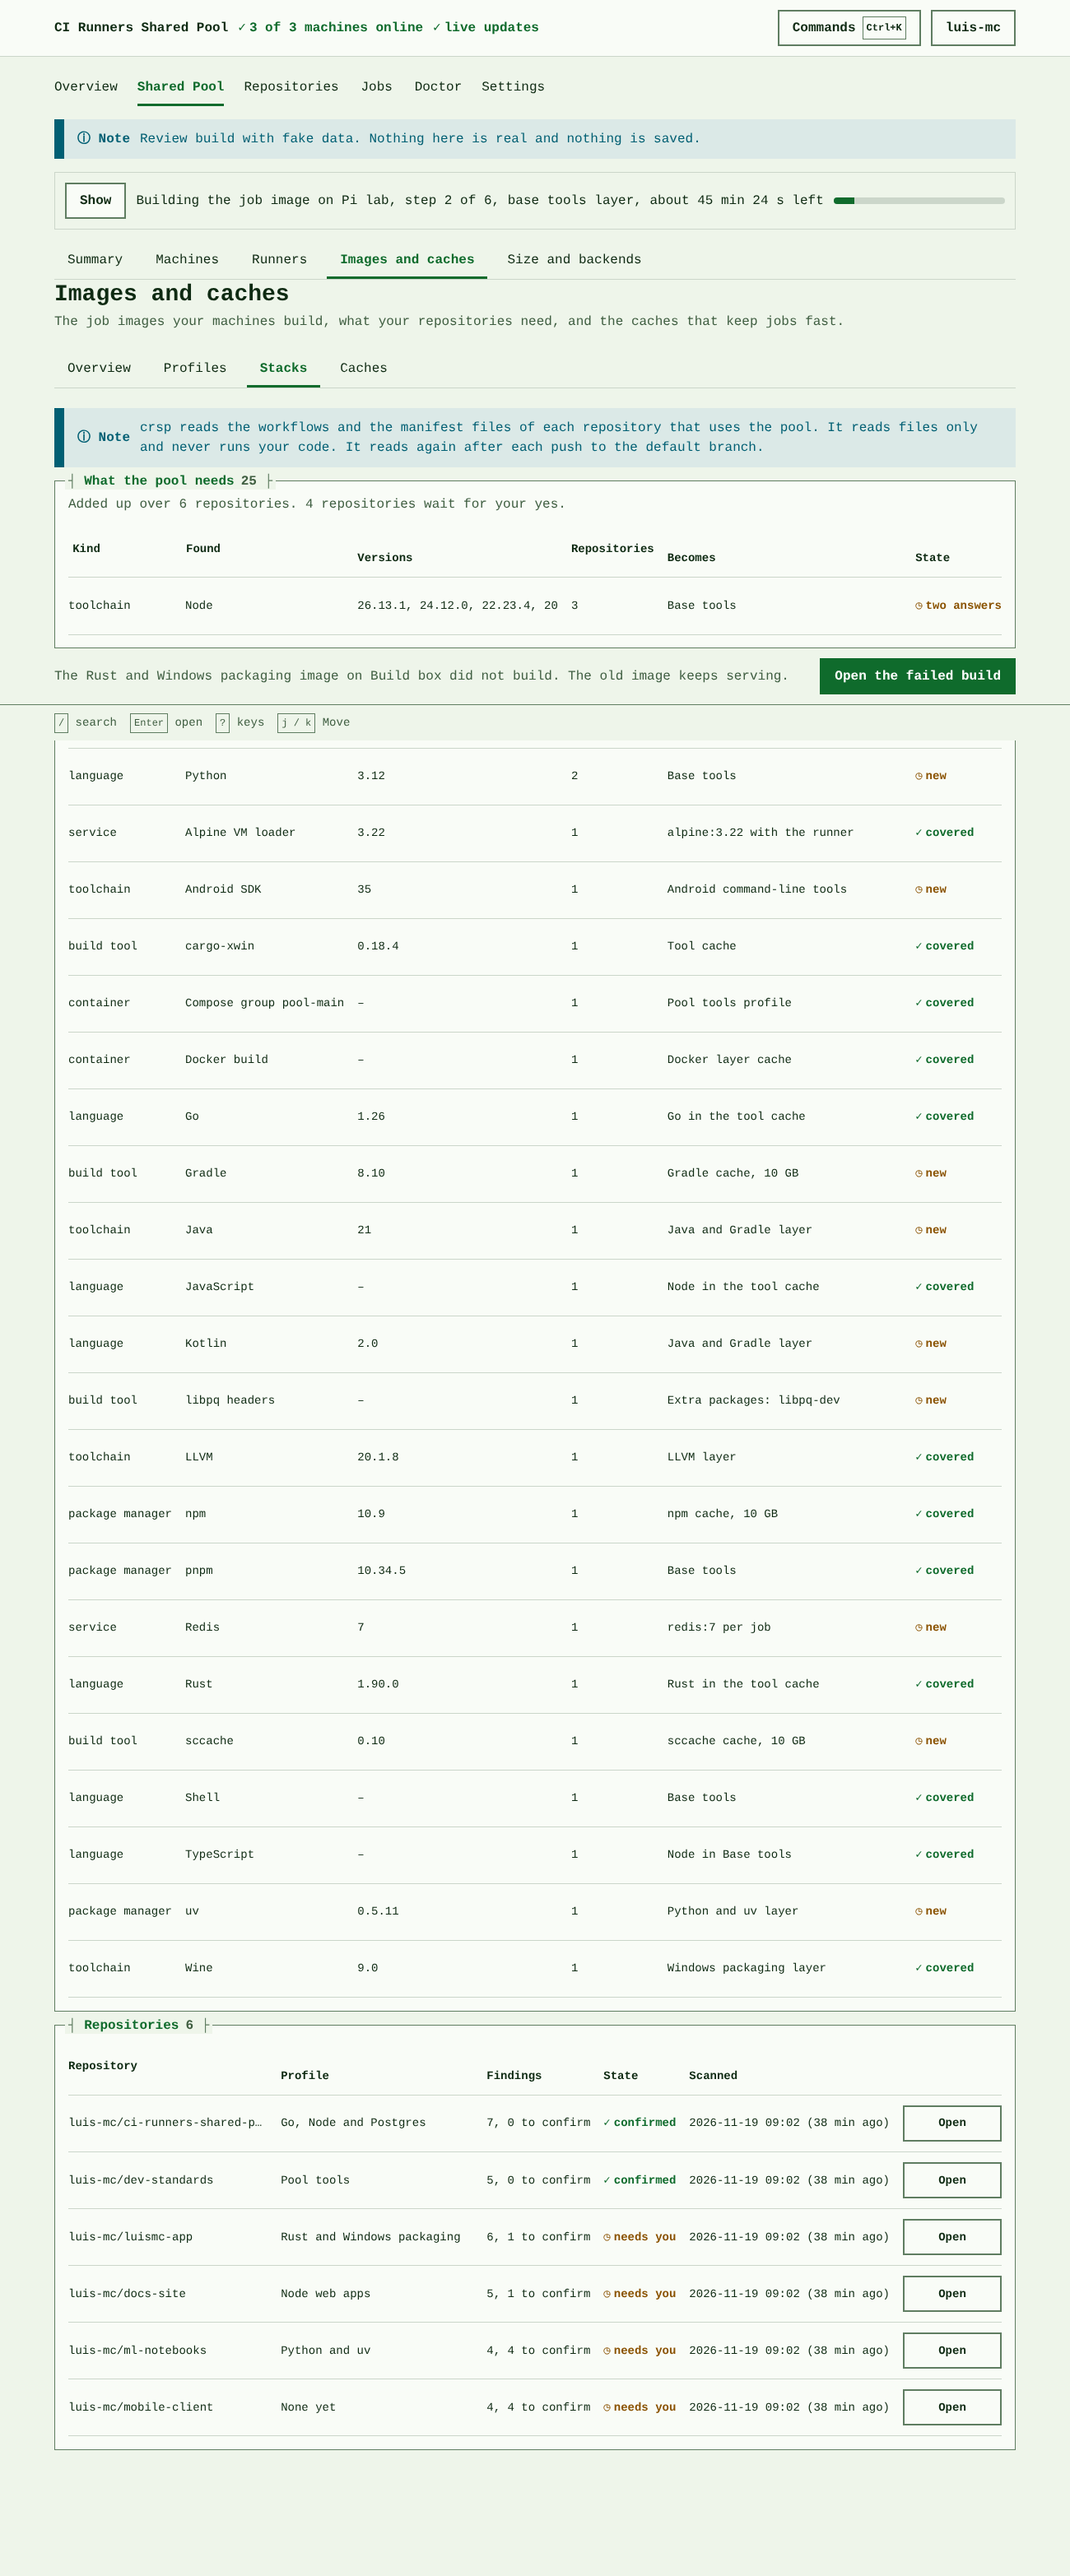 CI Runners Shared Pool ✓ 3 of 3 machines online ✓ live updates Commands Ctrl+K luis-mc
Overview Shared Pool Repositories Jobs Doctor Settings
ⓘ Note Review build with fake data. Nothing here is real and nothing is saved.
Show Building the job image on Pi lab, step 2 of 6, base tools layer, about 45 min 24 s left
Summary Machines Runners Images and caches Size and backends
Images and caches
The job images your machines build, what your repositories need, and the caches that keep jobs fast.
Overview Profiles Stacks Caches
ⓘ Note crsp reads the workflows and the manifest files of each repository that uses the pool. It reads files only
and never runs your code. It reads again after each push to the default branch.
What the pool needs 25
Added up over 6 repositories. 4 repositories wait for your yes.
Kind Found Versions Repositories Becomes State
toolchain Node 26.13.1, 24.12.0, 22.23.4, 20 3 Base tools ◷ two answers
The Rust and Windows packaging image on Build box did not build. The old image keeps serving. Open the failed build
/ search Enter open ? keys j / k Move
language Python 3.12 2 Base tools ◷ new
service Alpine VM loader 3.22 1 alpine:3.22 with the runner ✓ covered
toolchain Android SDK 35 1 Android command-line tools ◷ new
build tool cargo-xwin 0.18.4 1 Tool cache ✓ covered
container Compose group pool-main – 1 Pool tools profile ✓ covered
container Docker build – 1 Docker layer cache ✓ covered
language Go 1.26 1 Go in the tool cache ✓ covered
build tool Gradle 8.10 1 Gradle cache, 10 GB ◷ new
toolchain Java 21 1 Java and Gradle layer ◷ new
language JavaScript – 1 Node in the tool cache ✓ covered
language Kotlin 2.0 1 Java and Gradle layer ◷ new
build tool libpq headers – 1 Extra packages: libpq-dev ◷ new
toolchain LLVM 20.1.8 1 LLVM layer ✓ covered
package manager npm 10.9 1 npm cache, 10 GB ✓ covered
package manager pnpm 10.34.5 1 Base tools ✓ covered
service Redis 7 1 redis:7 per job ◷ new
language Rust 1.90.0 1 Rust in the tool cache ✓ covered
build tool sccache 0.10 1 sccache cache, 10 GB ◷ new
language Shell – 1 Base tools ✓ covered
language TypeScript – 1 Node in Base tools ✓ covered
package manager uv 0.5.11 1 Python and uv layer ◷ new
toolchain Wine 9.0 1 Windows packaging layer ✓ covered
Repositories 6
Repository Profile Findings State Scanned
luis-mc/ci-runners-shared-p… Go, Node and Postgres 7, 0 to confirm ✓ confirmed 2026-11-19 09:02 (38 min ago) Open
luis-mc/dev-standards Pool tools 5, 0 to confirm ✓ confirmed 2026-11-19 09:02 (38 min ago) Open
luis-mc/luismc-app Rust and Windows packaging 6, 1 to confirm ◷ needs you 2026-11-19 09:02 (38 min ago) Open
luis-mc/docs-site Node web apps 5, 1 to confirm ◷ needs you 2026-11-19 09:02 (38 min ago) Open
luis-mc/ml-notebooks Python and uv 4, 4 to confirm ◷ needs you 2026-11-19 09:02 (38 min ago) Open
luis-mc/mobile-client None yet 4, 4 to confirm ◷ needs you 2026-11-19 09:02 (38 min ago) Open